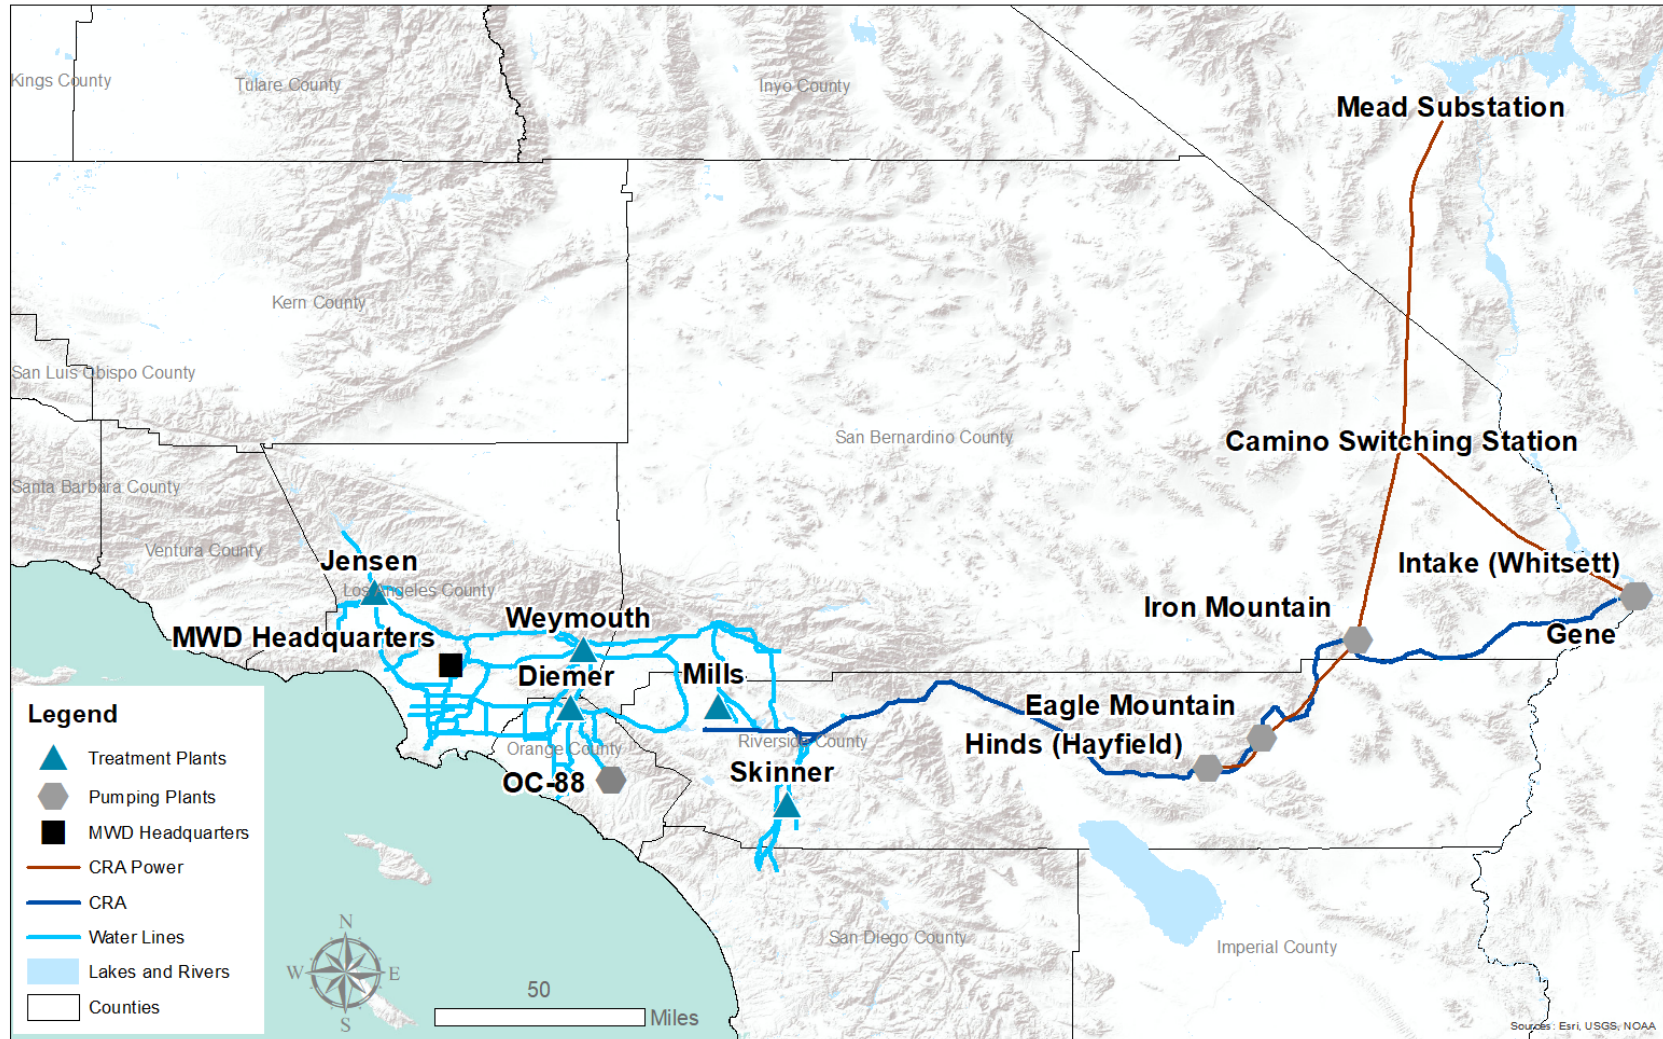 Kings County
Tulare County
Inyo County
Mead Substation
Kern County
San Luis Obispo County
San Bernardino County
Camino Switching Station
Santa Barbara County
Ventura County
Jensen
Los Angeles County
Intake (Whitsett)
Weymouth
Iron Mountain
MWD Headquarters
Gene
Diemer
Mills
Eagle Mountain
Orange County
Riverside County
Hinds (Hayfield)
OC-88
Skinner
San Diego County
Imperial County
Legend
Treatment Plants
Pumping Plants
MWD Headquarters
CRA Power
CRA
Water Lines
Lakes and Rivers
Counties
N
W
E
S
50
Miles
Sources: Esri, USGS, NOAA